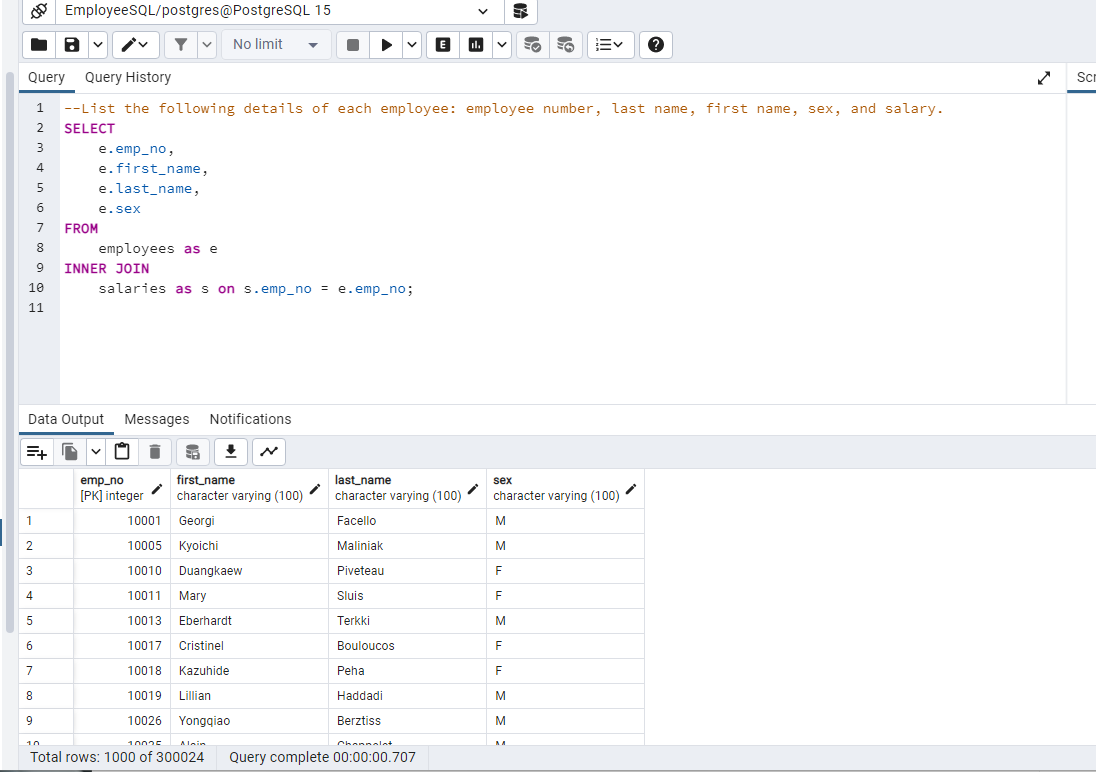 EmployeeSQL/postgres@PostgreSQL 15
No limit
E
Query Query History
Scr
1 --List the following details of each employee: employee number, last name, first name, sex, and salary.
2 SELECT
3 e.emp_no,
4 e.first_name,
5 e.last_name,
6 e.sex
7 FROM
8 employees as e
9 INNER JOIN
10 salaries as s on s.emp_no = e.emp_no;
11
Data Output Messages Notifications
emp_no first_name last_name sex
[PK] integer character varying (100) character varying (100) character varying (100)
1 10001 Georgi Facello M
2 10005 Kyoichi Maliniak M
3 10010 Duangkaew Piveteau F
4 10011 Mary Sluis F
5 10013 Eberhardt Terkki M
6 10017 Cristinel Bouloucos F
7 10018 Kazuhide Peha F
8 10019 Lillian Haddadi M
9 10026 Yongqiao Berztiss M
10 10035 Alain Chappelet M
Total rows: 1000 of 300024 Query complete 00:00:00.707